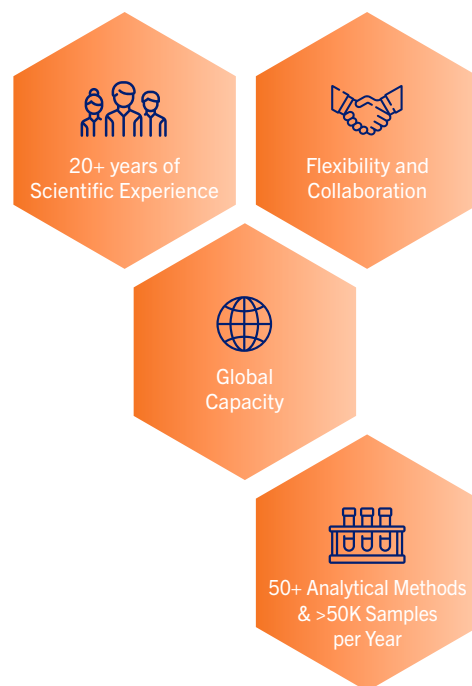 20+ years of
Scientific Experience
Flexibility and
Collaboration
Global
Capacity
50+ Analytical Methods
& >50K Samples
per Year